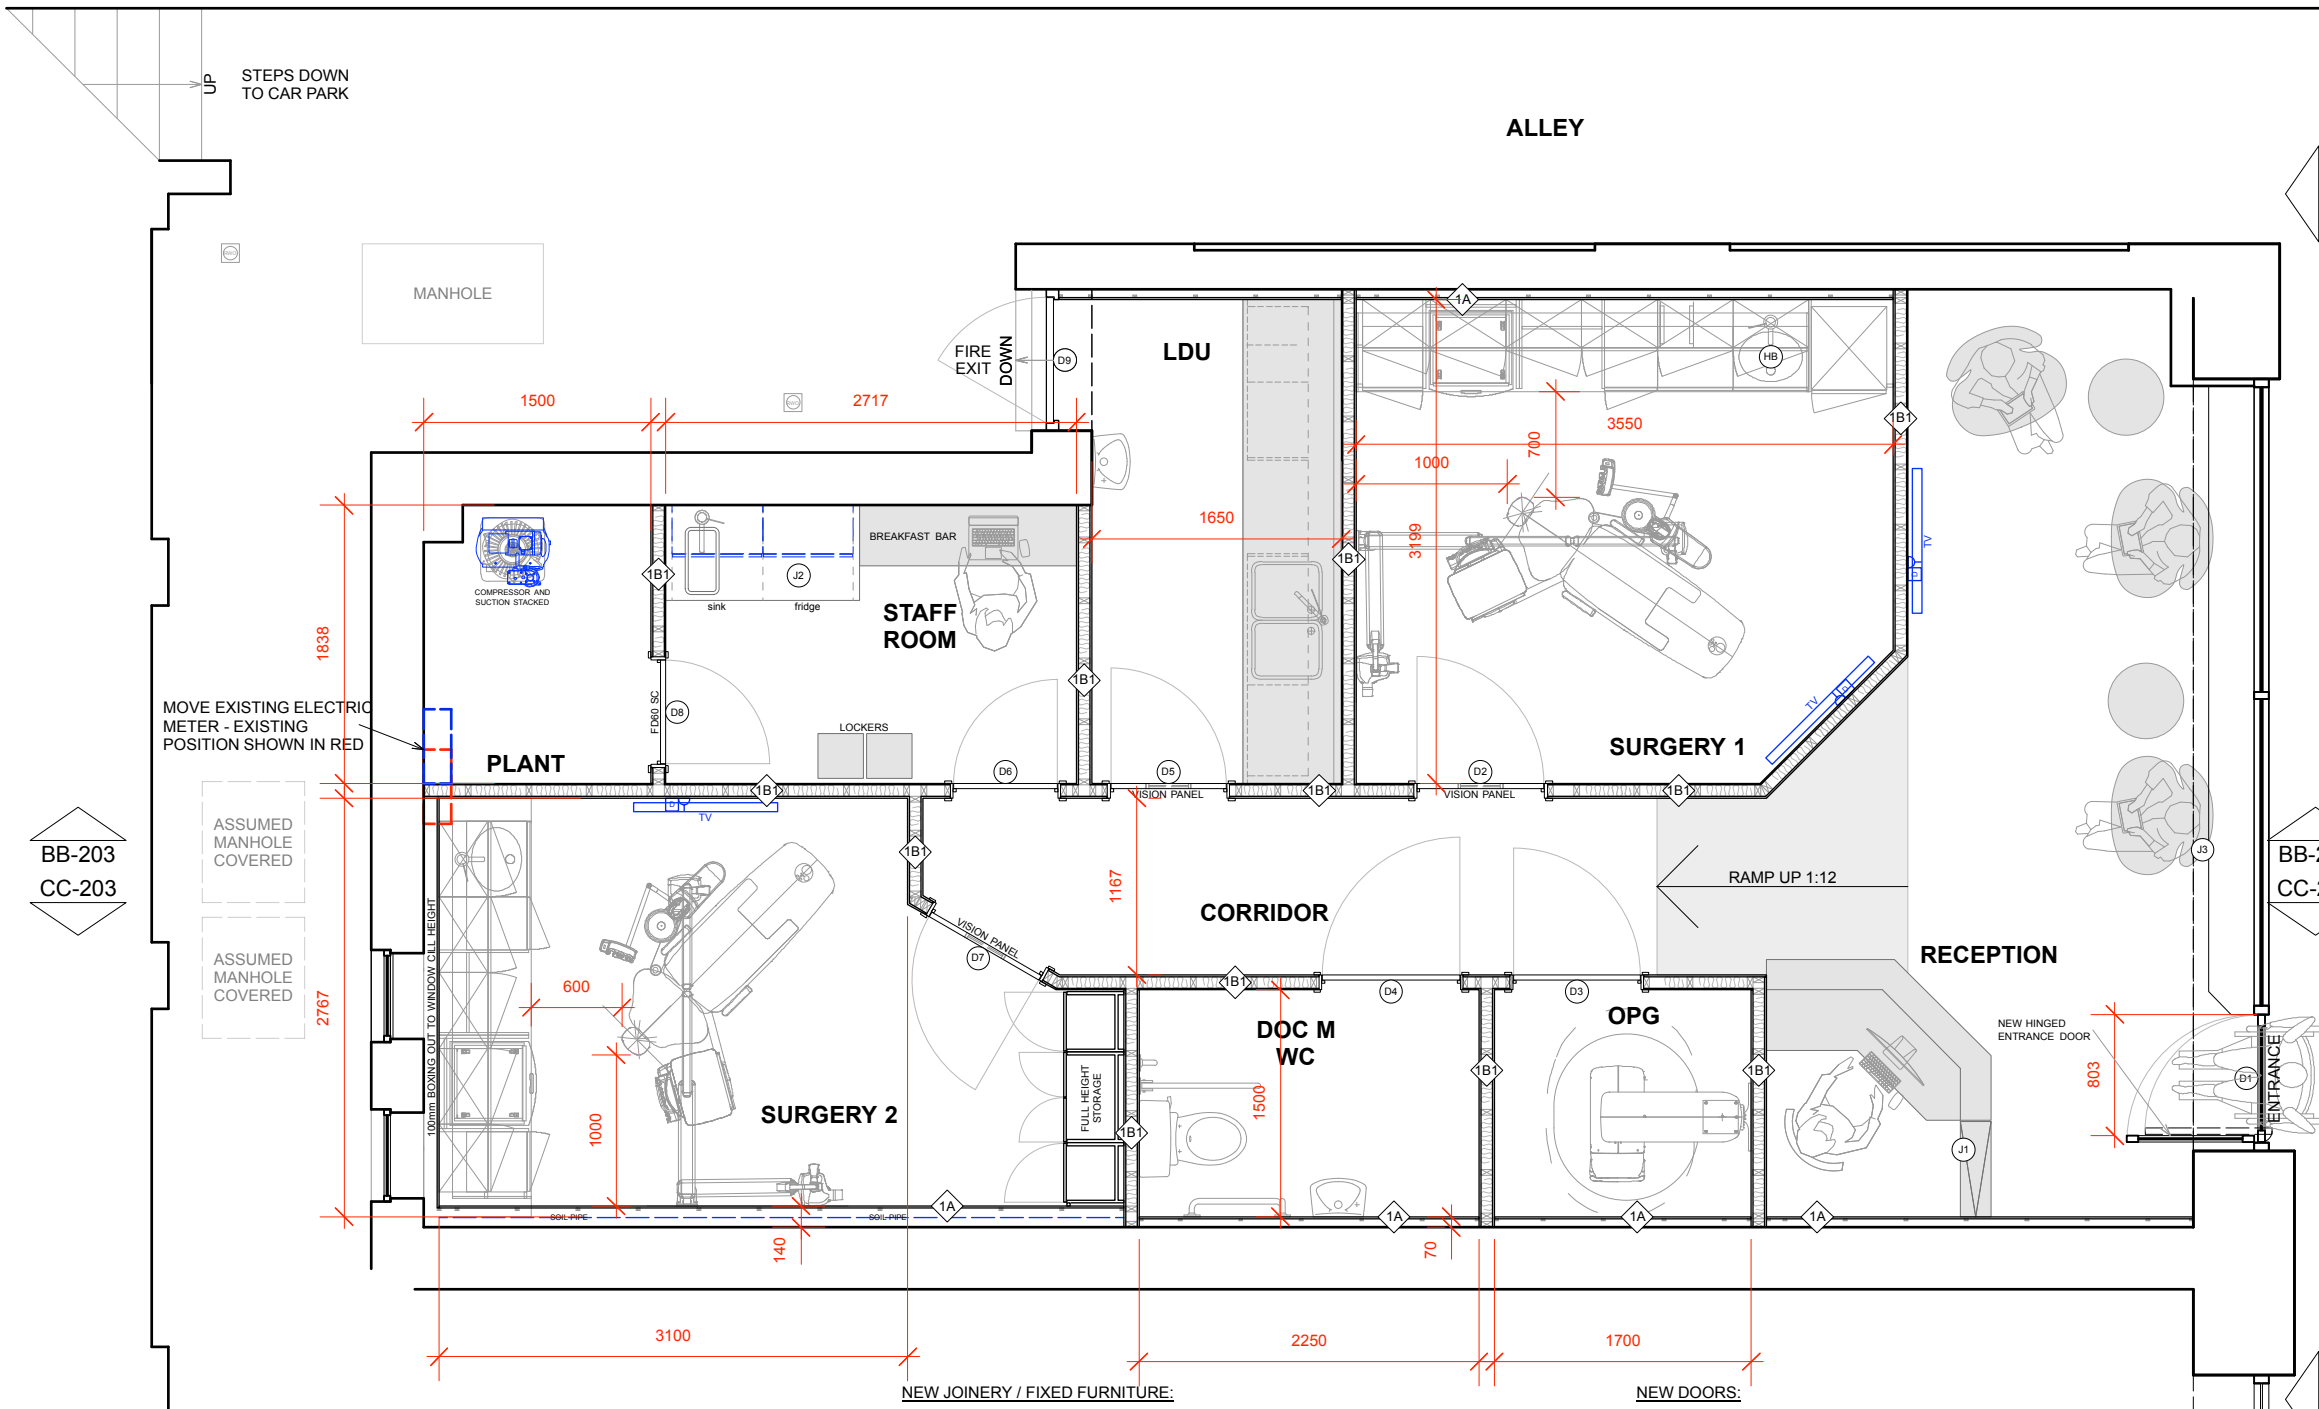 UP
STEPS DOWN
TO CAR PARK
ALLEY
MANHOLE
RWG
RWG
FIRE
EXIT
DOWN
D9
LDU
1A
HB
1B1
1500
2717
3550
700
1000
1650
3199
1B1
1B1
TV
BREAKFAST BAR
J2
sink
fridge
COMPRESSOR AND
SUCTION STACKED
STAFF
ROOM
1838
1B1
FD60 SC
D8
LOCKERS
MOVE EXISTING ELECTRIC
METER - EXISTING
POSITION SHOWN IN RED
PLANT
D6
D5
D2
TV
SURGERY 1
1B1
VISION PANEL
1B1
VISION PANEL
1B1
TV
ASSUMED
MANHOLE
COVERED
BB-203
CC-203
1B1
1167
CORRIDOR
RAMP UP 1:12
J3
BB-2
CC-2
ASSUMED
MANHOLE
COVERED
100mm BOXING OUT TO WINDOW CILL HEIGHT
2767
600
VISION PANEL
D7
1B1
D4
D3
RECEPTION
DOC M
WC
OPG
NEW HINGED
ENTRANCE DOOR
803
D1
ENTRANCE
1000
SURGERY 2
FULL HEIGHT
STORAGE
1500
1B1
1B1
1B1
J1
SOIL PIPE
SOIL PIPE
1A
1A
1A
1A
140
70
3100
2250
1700
NEW JOINERY / FIXED FURNITURE:
NEW DOORS: